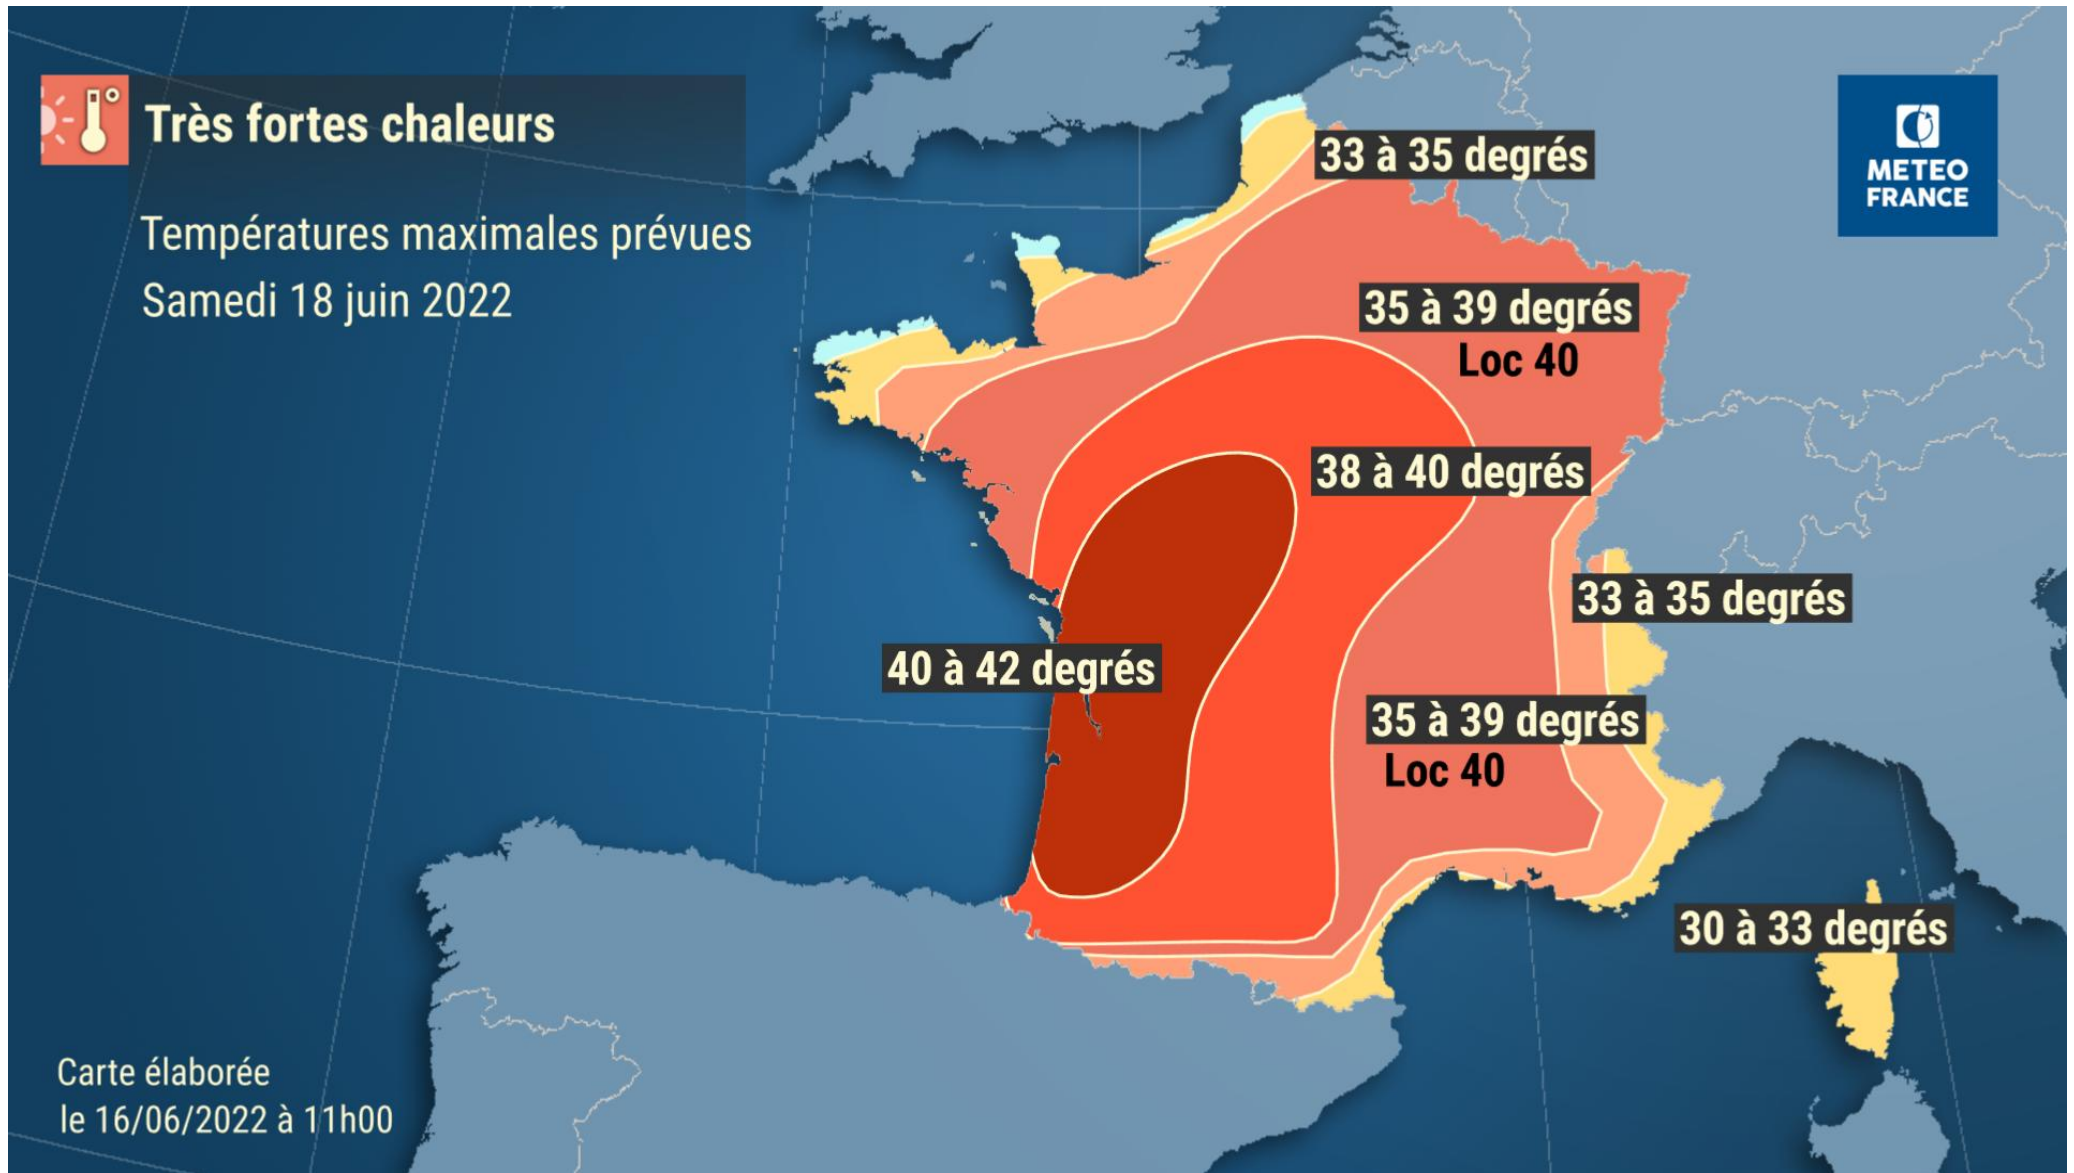 Très fortes chaleurs
Températures maximales prévues
Samedi 18 juin 2022
METEO
FRANCE
33 à 35 degrés
35 à 39 degrés
Loc 40
38 à 40 degrés
33 à 35 degrés
40 à 42 degrés
35 à 39 degrés
Loc 40
30 à 33 degrés
Carte élaborée
le 16/06/2022 à 11h00